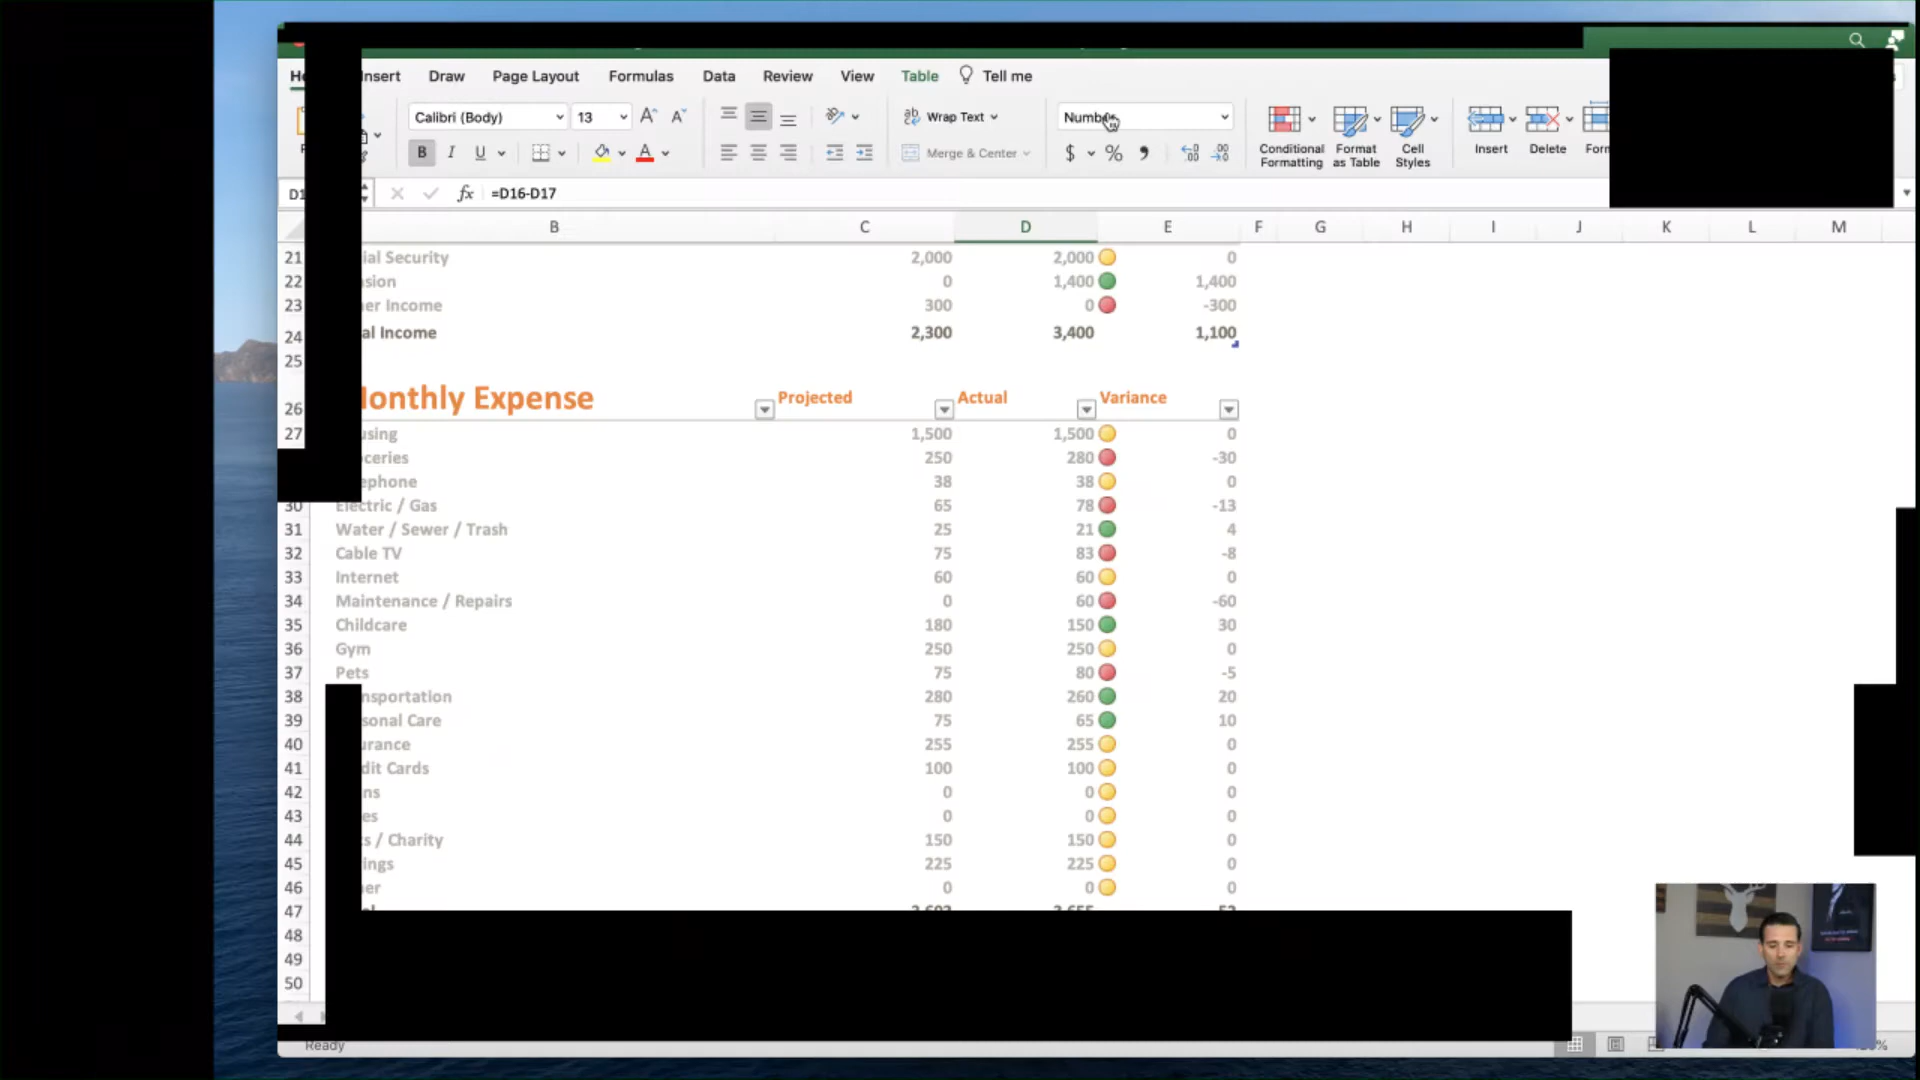 Insert Draw Page Layout Formulas Data Review View Table Tell me
Calibri (Body) 13 Wrap Text
B I U Merge & Center $ %
Conditional Formatting Format as Table Cell Styles Insert Delete
fx =D16-D17
B C D E F G H I J K L M
21 ial Security 2,000 2,000 0
22 nsion 0 1,400 1,400
23 er Income 300 0 -300
24 al Income 2,300 3,400 1,100
25
26 onthly Expense Projected Actual Variance
27 using 1,500 1,500 0
ceries 250 280 -30
ephone 38 38 0
30 Electric / Gas 65 78 -13
31 Water / Sewer / Trash 25 21 4
32 Cable TV 75 83 -8
33 Internet 60 60 0
34 Maintenance / Repairs 0 60 -60
35 Childcare 180 150 30
36 Gym 250 250 0
37 Pets 75 80 -5
38 nsportation 280 260 20
39 sonal Care 75 65 10
40 urance 255 255 0
41 dit Cards 100 100 0
42 ns 0 0 0
43 es 0 0 0
44 s / Charity 150 150 0
45 ings 225 225 0
46 er 0 0 0
47
48
49
50
Ready